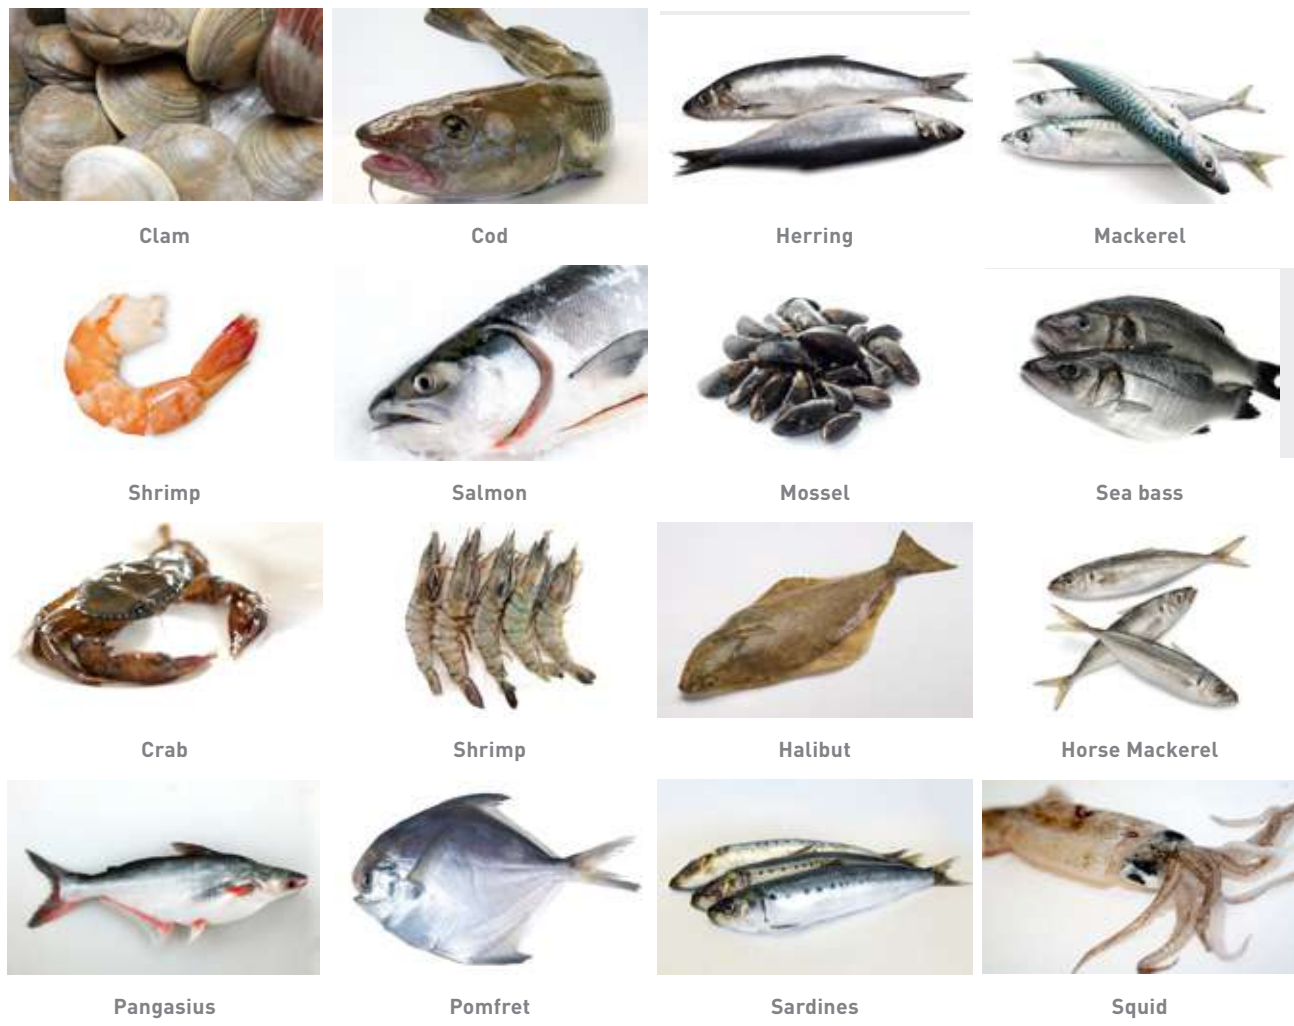 Clam
Cod
Herring
Mackerel
Shrimp
Salmon
Mossel
Sea bass
Crab
Shrimp
Halibut
Horse Mackerel
Pangasius
Pomfret
Sardines
Squid